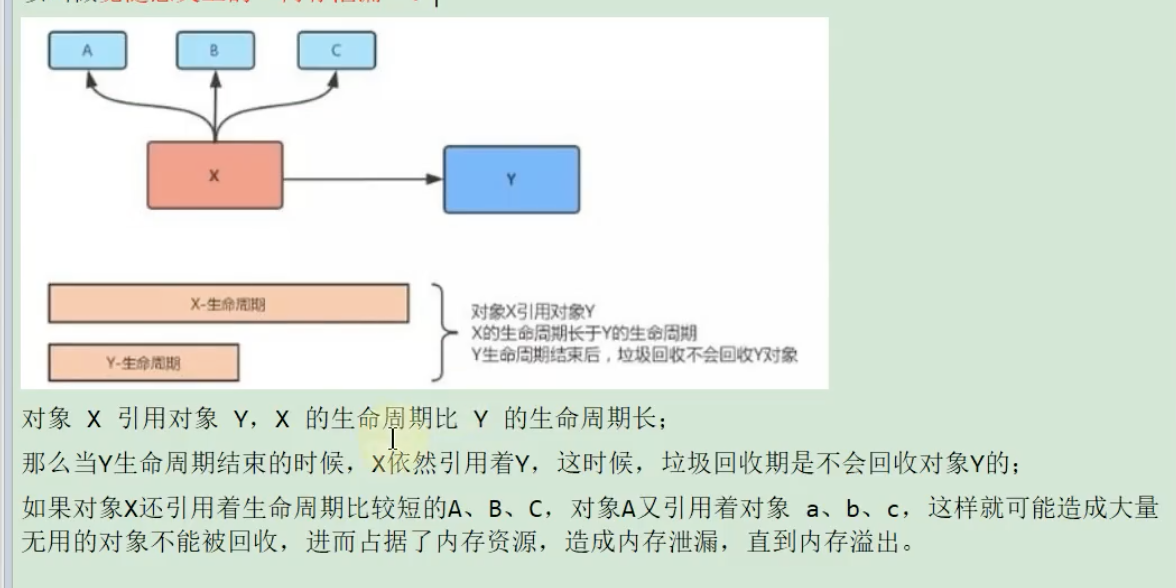 A
B
C
X
Y
X-生命周期
Y-生命周期
对象X引用对象Y
X的生命周期长于Y的生命周期
Y生命周期结束后，垃圾回收不会回收Y对象
对象 X 引用对象 Y，X 的生命周期比 Y 的生命周期长；
那么当Y生命周期结束的时候，X依然引用着Y，这时候，垃圾回收期是不会回收对象Y的；
如果对象X还引用着生命周期比较短的A、B、C，对象A又引用着对象 a、b、c，这样就可能造成大量
无用的对象不能被回收，进而占据了内存资源，造成内存泄漏，直到内存溢出。